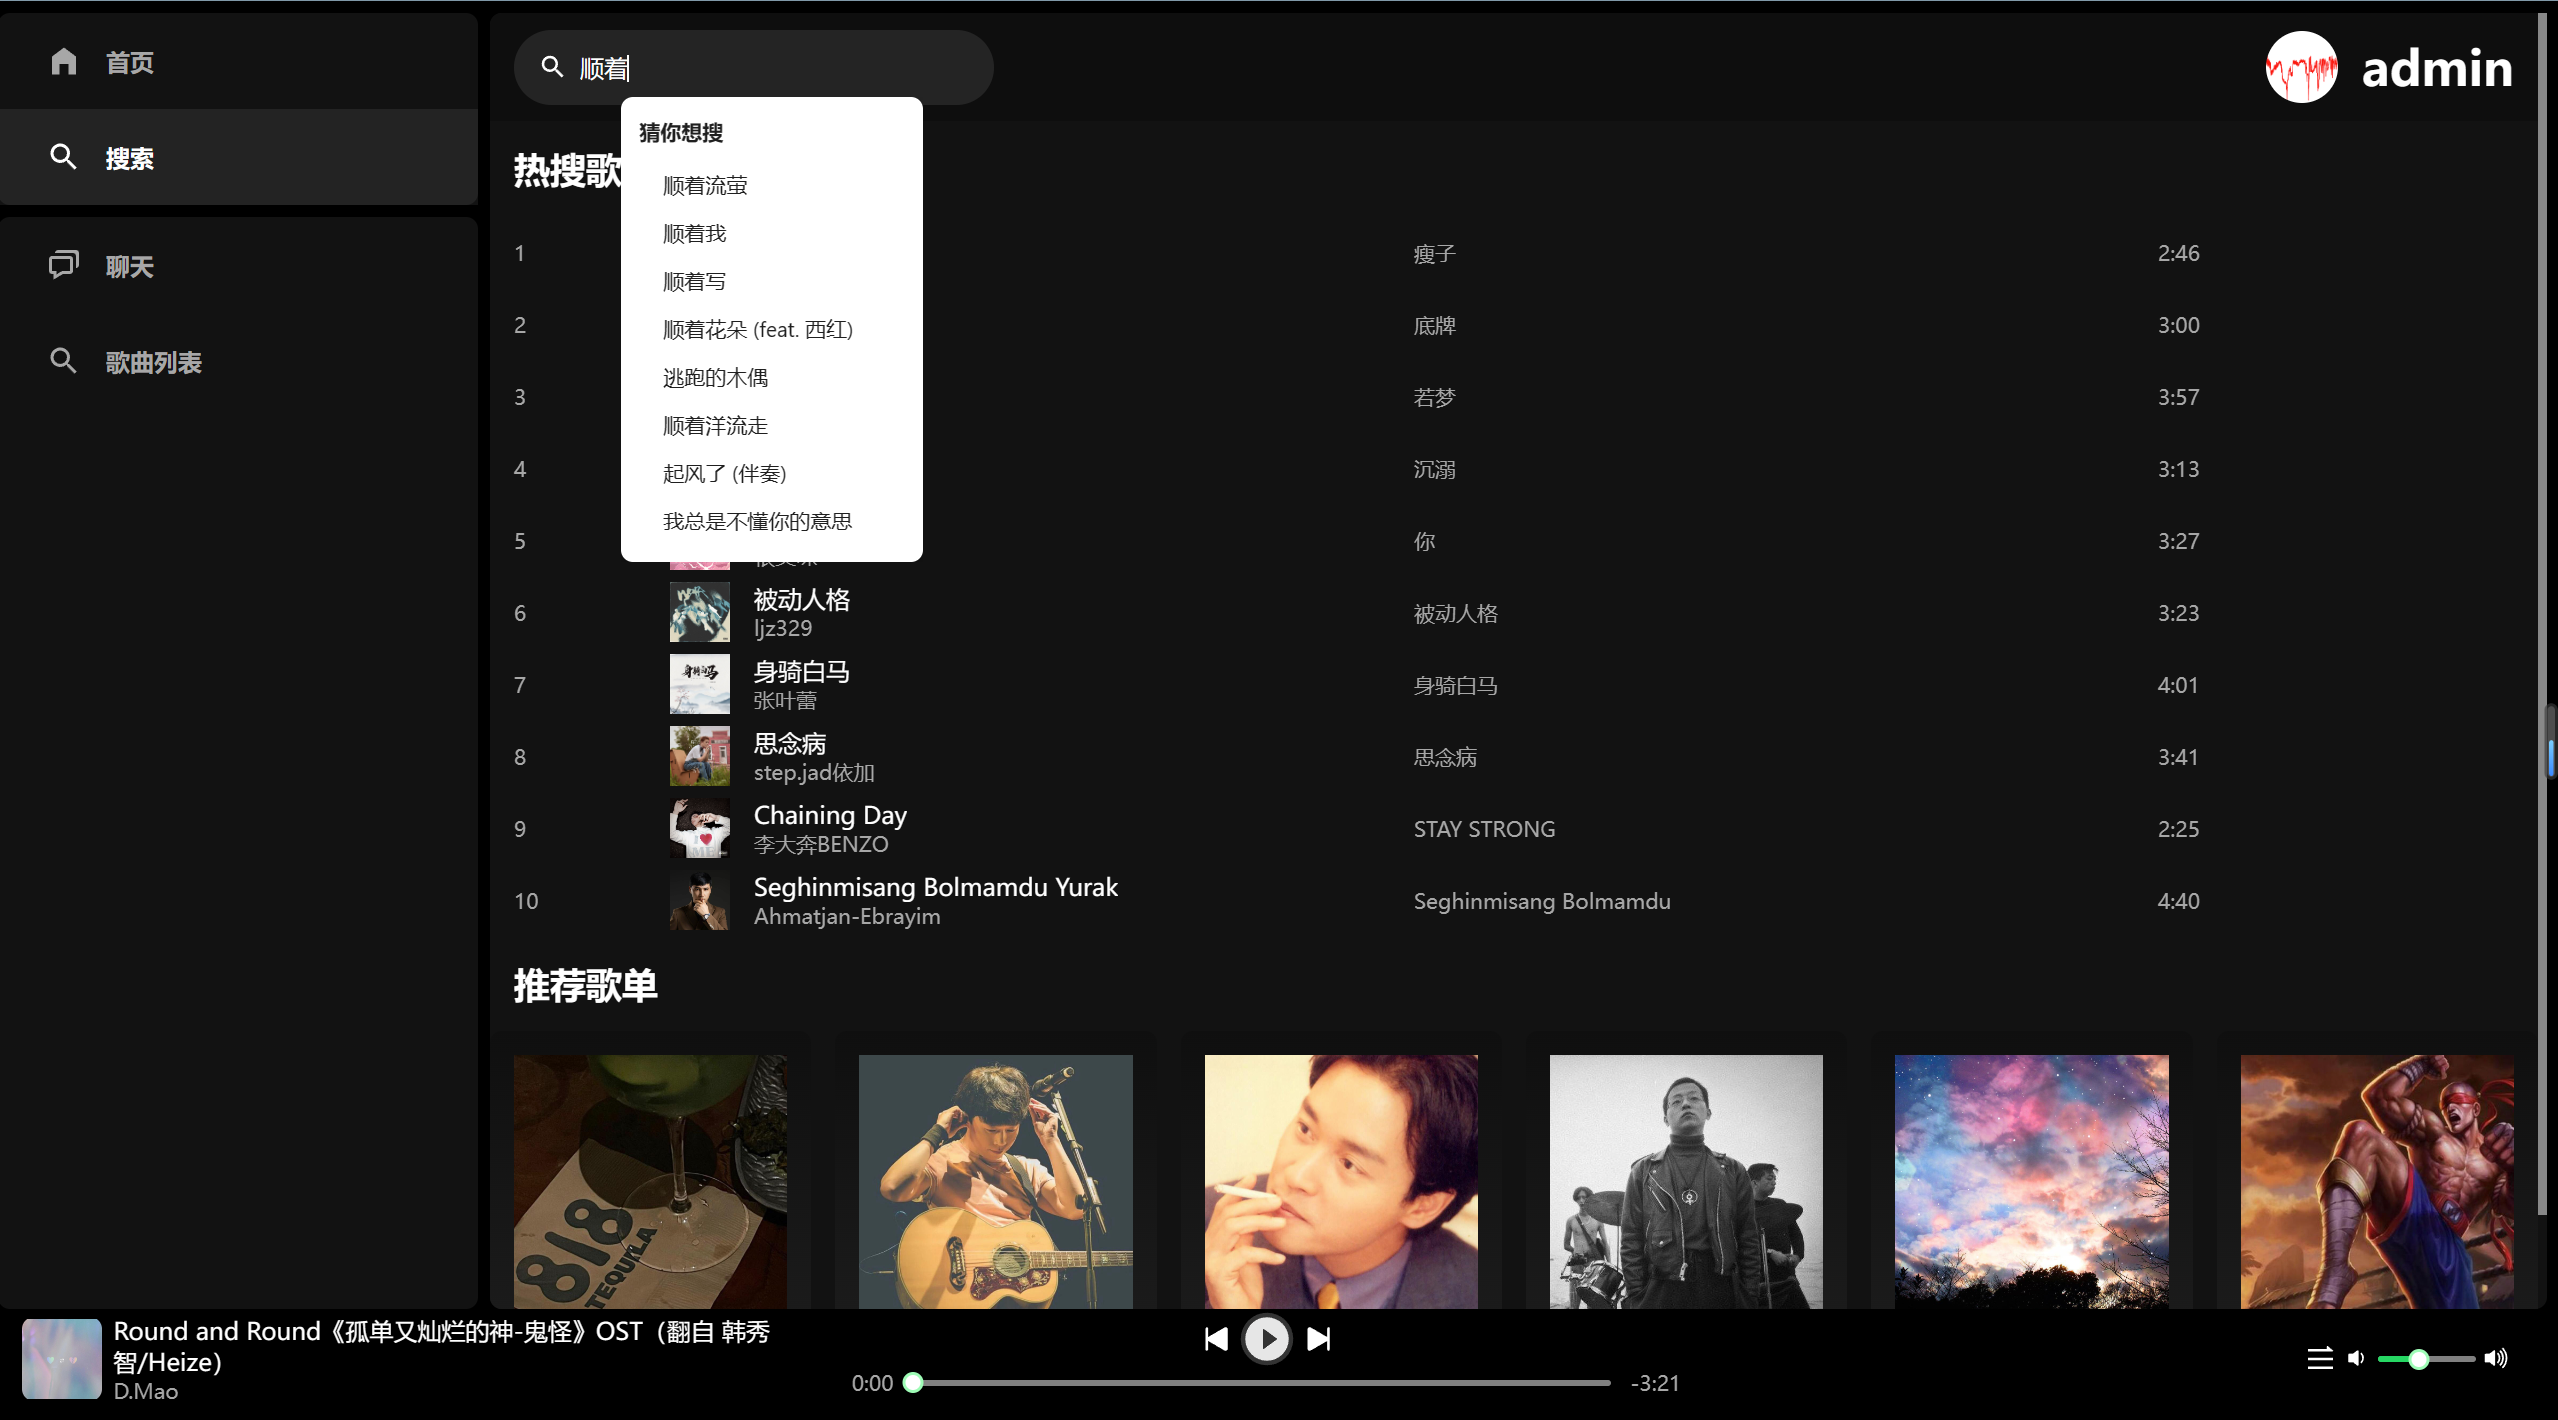 首页
搜索
聊天
歌曲列表
顺着
admin
猜你想搜
顺着流萤
顺着我
顺着写
顺着花朵 (feat. 西红)
逃跑的木偶
顺着洋流走
起风了 (伴奏)
我总是不懂你的意思
热搜歌
1 瘦子 2:46
2 底牌 3:00
3 若梦 3:57
4 沉溺 3:13
5 你 3:27
6 被动人格 被动人格 3:23
ljz329
7 身骑白马 身骑白马 4:01
张叶蕾
8 思念病 思念病 3:41
step.jad依加
9 Chaining Day STAY STRONG 2:25
李大奔BENZO
10 Seghinmisang Bolmamdu Yurak Seghinmisang Bolmamdu 4:40
Ahmatjan-Ebrayim
推荐歌单
818
TEQUILA
Round and Round《孤单又灿烂的神-鬼怪》OST（翻自 韩秀
智/Heize）
D.Mao
0:00
-3:21